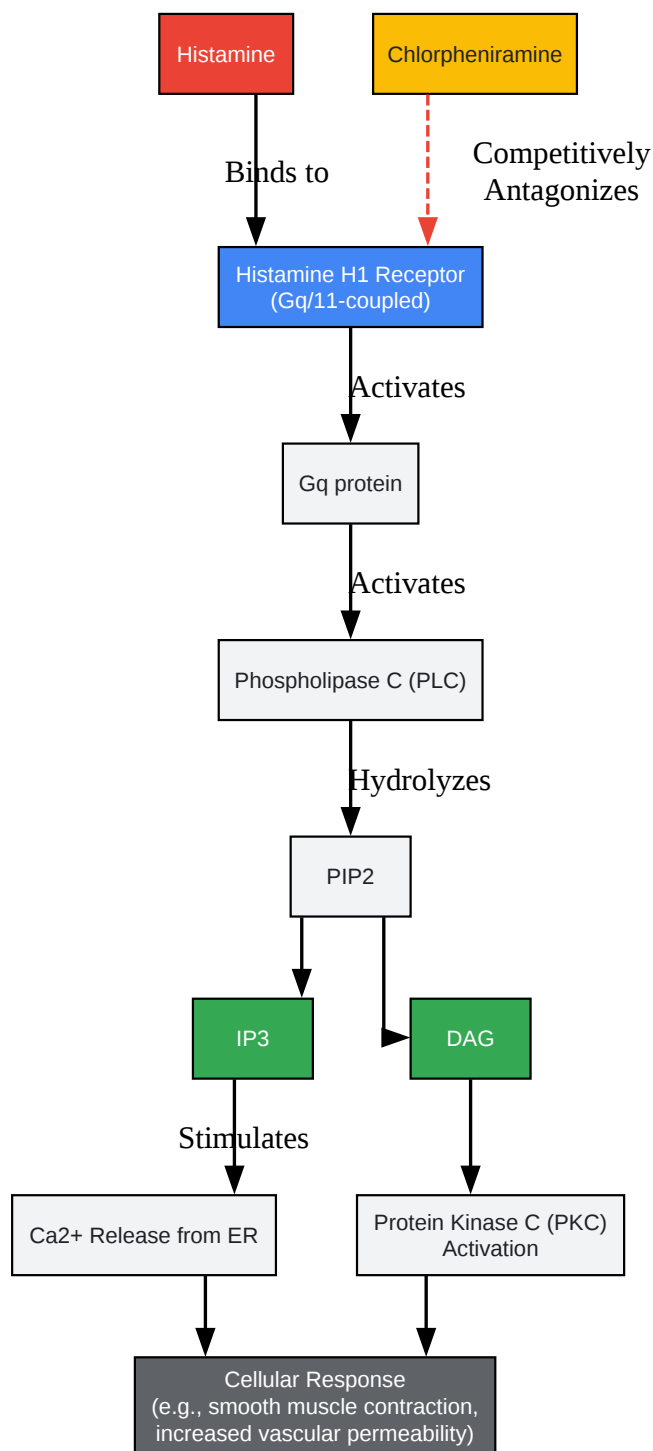 Histamine
Chlorpheniramine
Binds to
Competitively
Antagonizes
Histamine H1 Receptor
(Gq/11-coupled)
Activates
Gq protein
Activates
Phospholipase C (PLC)
Hydrolyzes
PIP2
IP3
DAG
Stimulates
Ca2+ Release from ER
Protein Kinase C (PKC)
Activation
Cellular Response
(e.g., smooth muscle contraction,
increased vascular permeability)